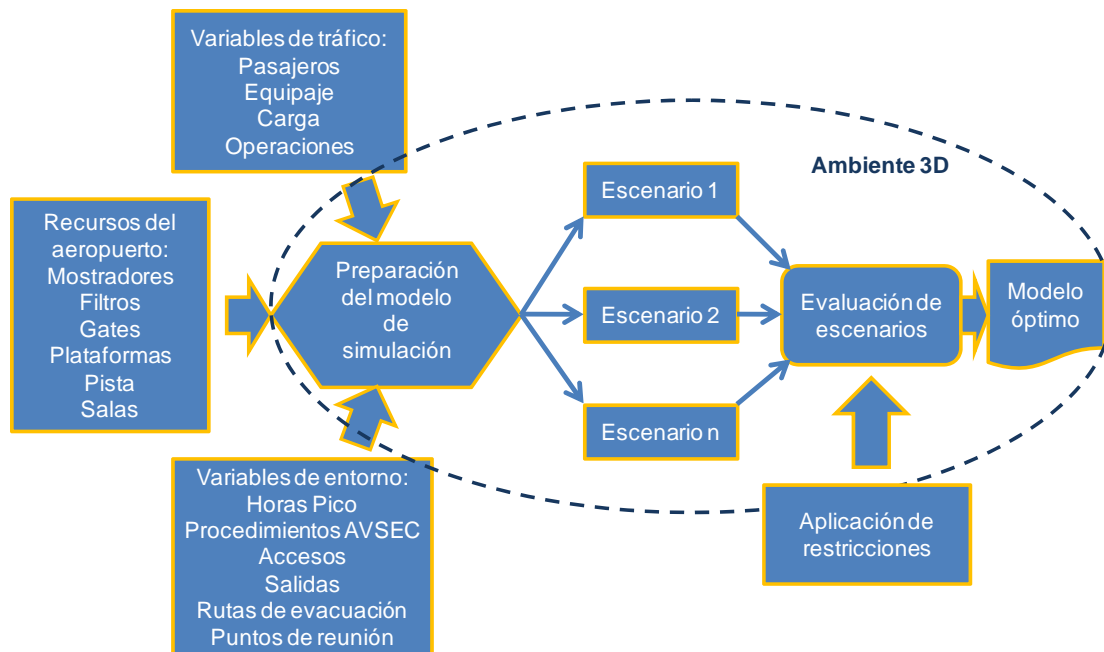 Variables de tráfico:
Pasajeros
Equipaje
Carga
Operaciones
Ambiente 3D
Recursos del
aeropuerto:
Mostradores
Filtros
Gates
Plataformas
Pista
Salas
Preparación
del modelo
de
simulación
Escenario 1
Escenario 2
Escenario n
Evaluación de
escenarios
Modelo
óptimo
Variables de entorno:
Horas Pico
Procedimientos AVSEC
Accesos
Salidas
Rutas de evacuación
Puntos de reunión
Aplicación de
restricciones